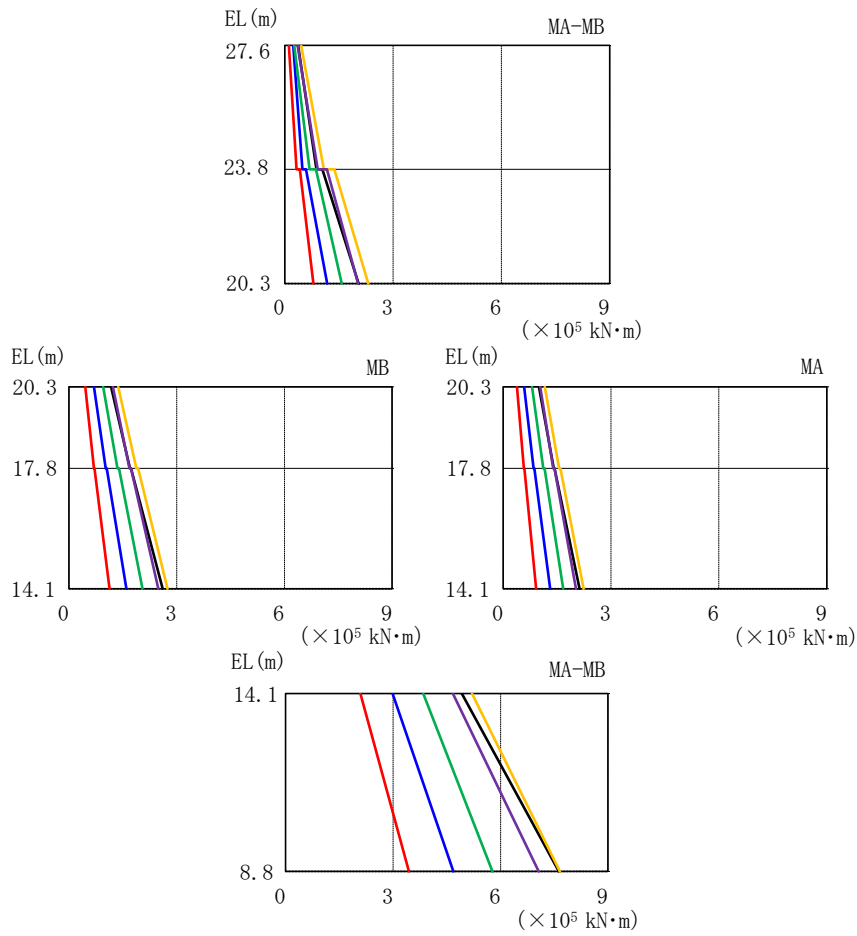 EL(m) MA-MB
27.6
23.8
20.3
0 3 6 9
(×10⁵ kN・m)
EL(m) MB
20.3
17.8
14.1
0 3 6 9
(×10⁵ kN・m)
EL(m) MA
20.3
17.8
14.1
0 3 6 9
(×10⁵ kN・m)
EL(m) MA-MB
14.1
8.8
0 3 6 9
(×10⁵ kN・m)